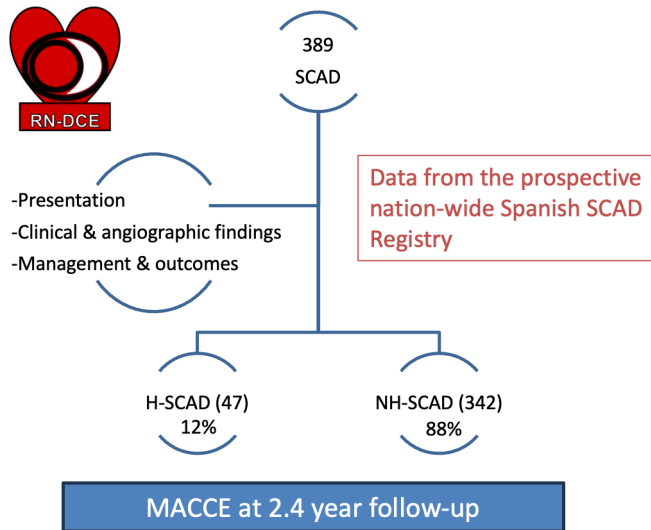 389
SCAD
RN-DCE
Data from the prospective
nation-wide Spanish SCAD
Registry
-Presentation
-Clinical & angiographic findings
-Management & outcomes
H-SCAD (47)
12%
NH-SCAD (342)
88%
MACCE at 2.4 year follow-up